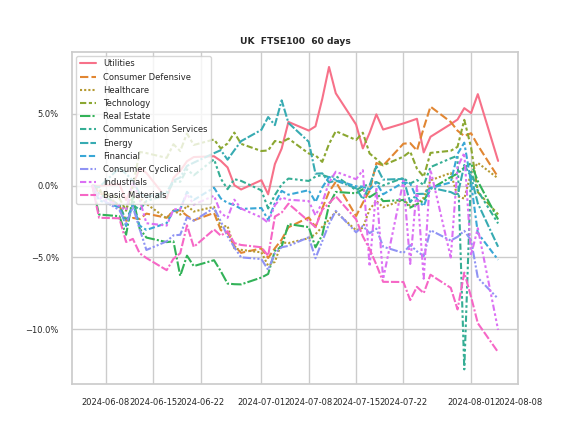 UK FTSE100 60 days
Utilities
Consumer Defensive
Healthcare
Technology
Real Estate
Communication Services
Energy
Financial
Consumer Cyclical
Industrials
Basic Materials
5.0%
0.0%
−5.0%
−10.0%
2024-06-08 2024-06-15 2024-06-22 2024-07-01 2024-07-08 2024-07-15 2024-07-22 2024-08-01 2024-08-08